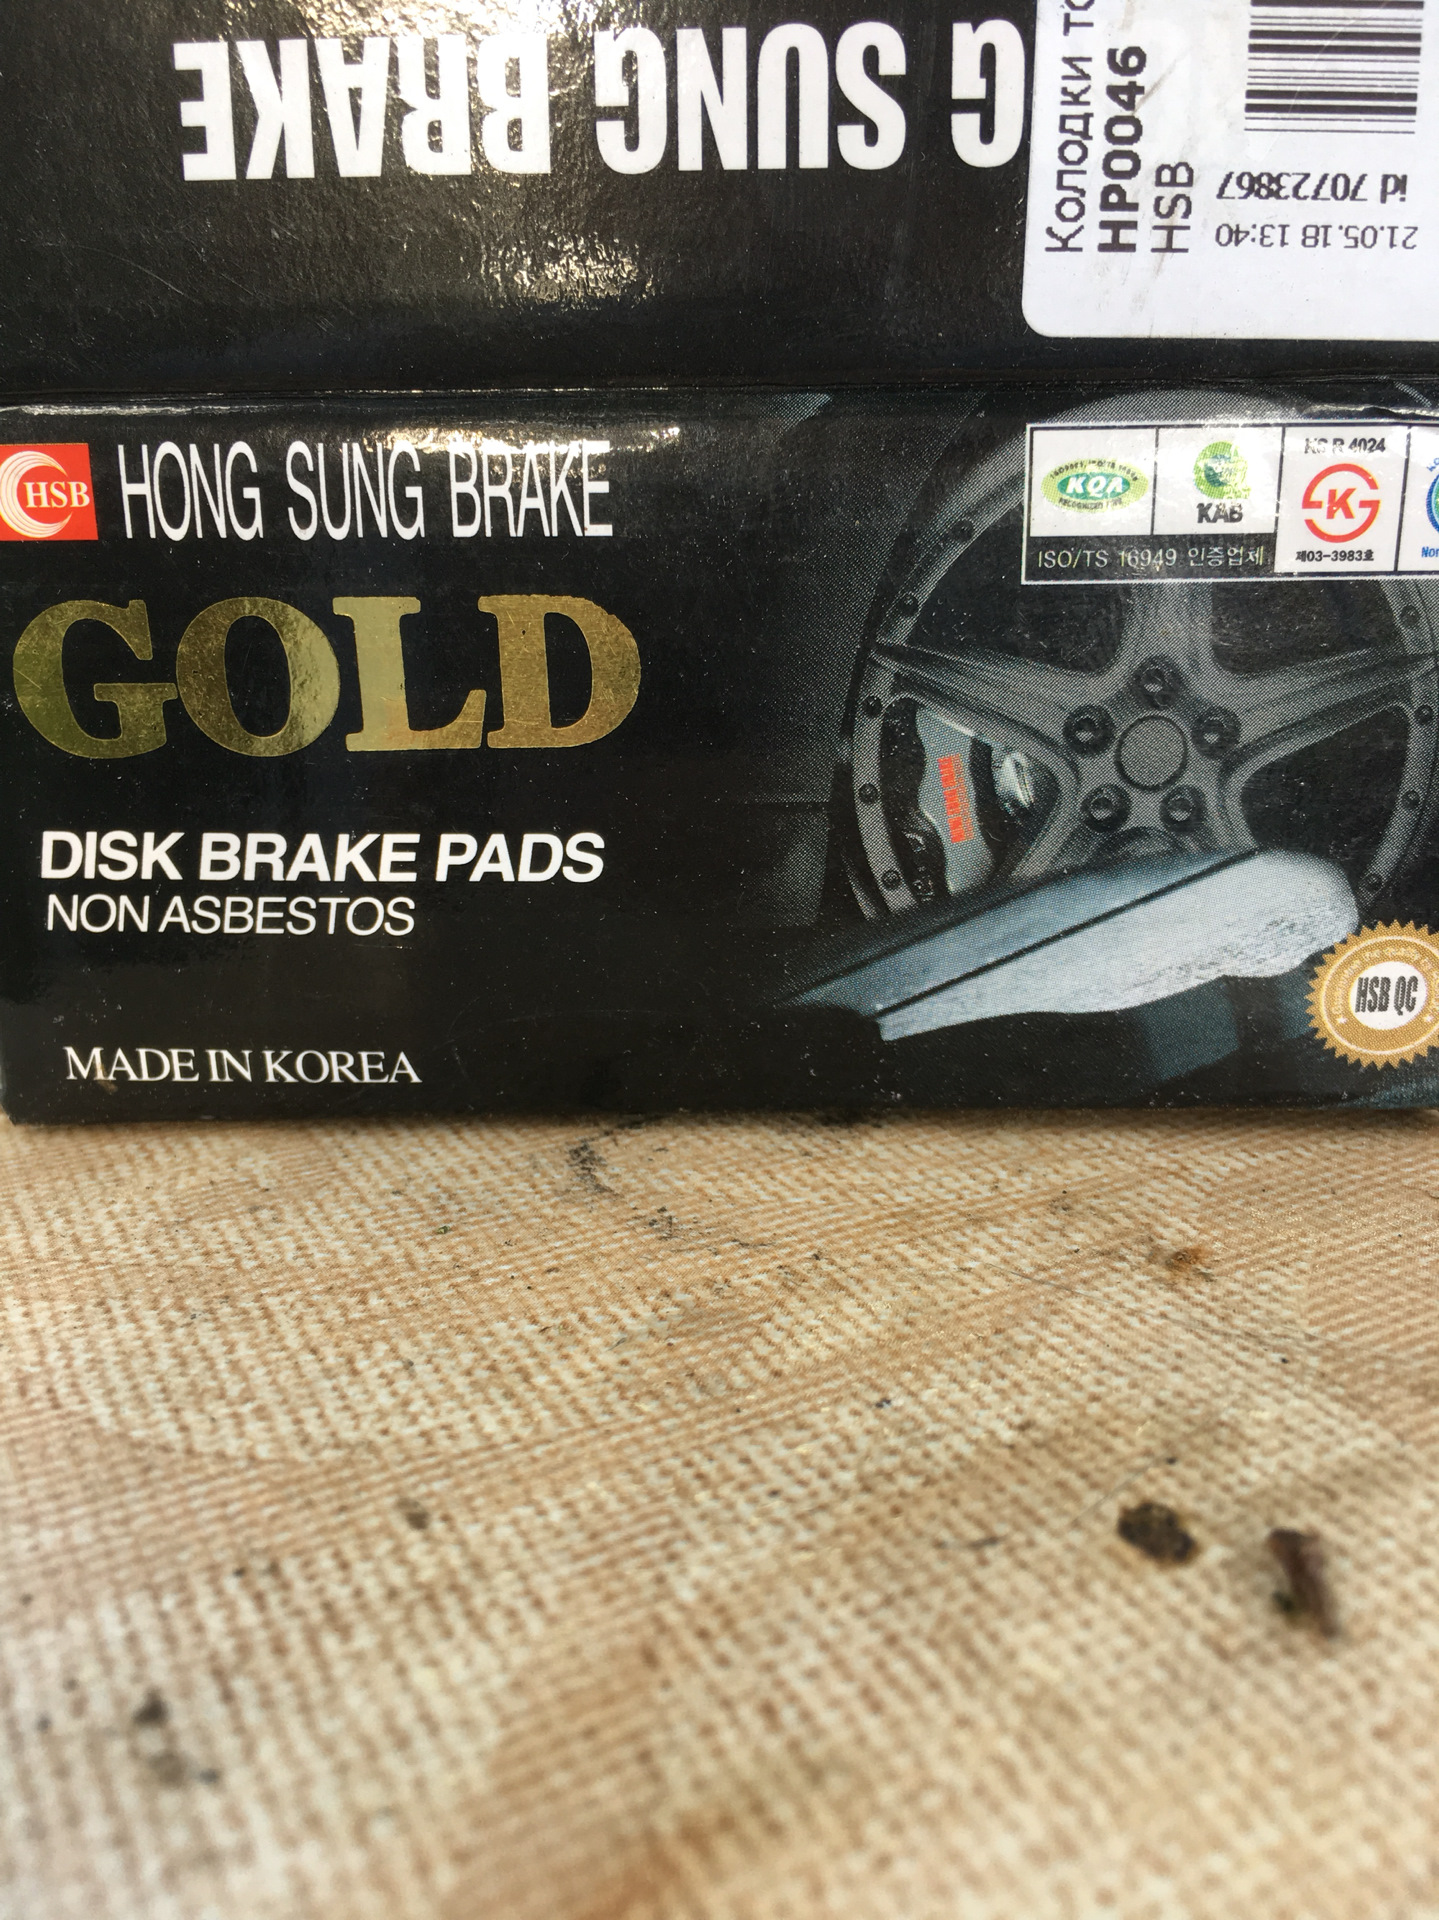 G SUNG BRAKE
Колодки то
HP0046
HSB
id 70723867
21.05.18 13:40
HSB
HONG SUNG BRAKE
GOLD
DISK BRAKE PADS
NON ASBESTOS
MADE IN KOREA
KQA
KAB
ISO/TS 16949 인증업체
KS R 4024
K
제03-3983호
Non
HSB QC